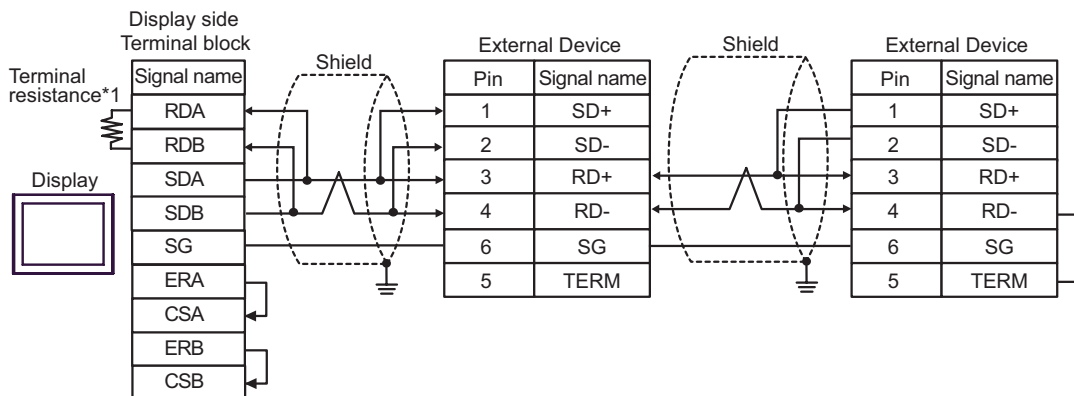 Display side
Terminal block
Terminal
resistance*1
Display
Signal name
RDA
RDB
SDA
SDB
SG
ERA
CSA
ERB
CSB
Shield
External Device
Pin Signal name
1 SD+
2 SD-
3 RD+
4 RD-
6 SG
5 TERM
Shield
External Device
Pin Signal name
1 SD+
2 SD-
3 RD+
4 RD-
6 SG
5 TERM